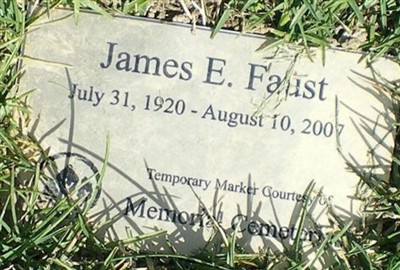 James E. Faust
July 31, 1920 - August 10, 2007
Temporary Marker Courtesy of
Memorial Cemetery